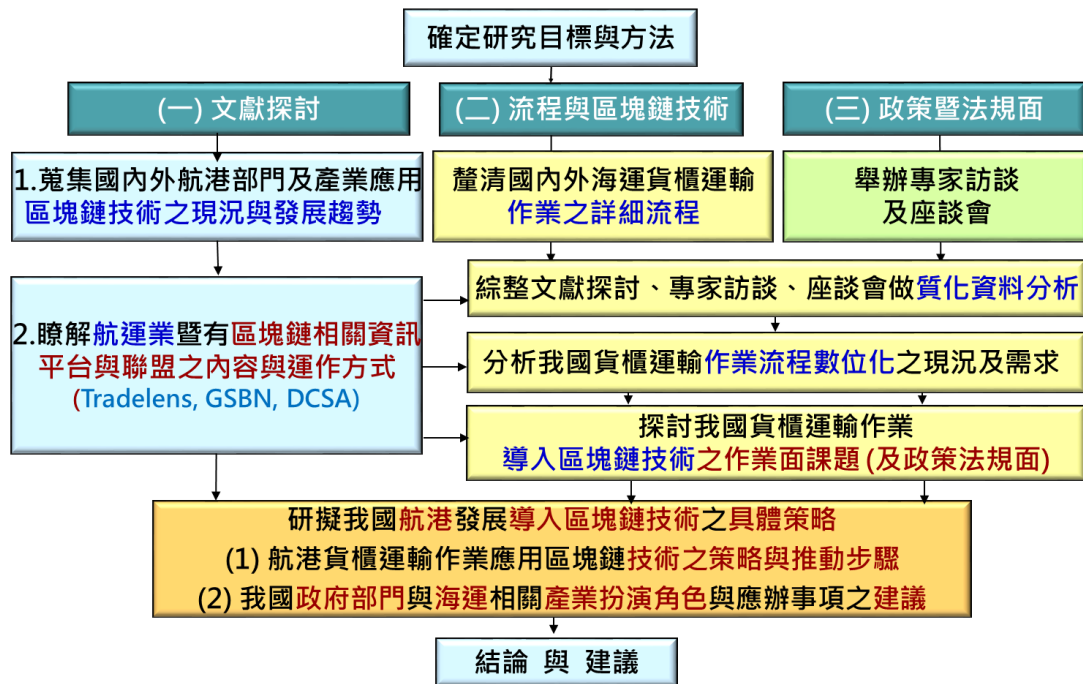 確定研究目標與方法
(一) 文獻探討
(二) 流程與區塊鏈技術
(三) 政策暨法規面
1.蒐集國內外航港部門及產業應用
區塊鏈技術之現況與發展趨勢
釐清國內外海運貨櫃運輸
作業之詳細流程
舉辦專家訪談
及座談會
2.瞭解航運業暨有區塊鏈相關資訊
平台與聯盟之內容與運作方式
(Tradelens, GSBN, DCSA)
綜整文獻探討、專家訪談、座談會做质化資料分析
分析我國貨櫃運輸作業流程數位化之現況及需求
探討我國貨櫃運輸作業
導入區塊鏈技術之作業面課題 (及政策法規面)
研擬我國航港發展導入區塊鏈技術之具體策略
(1) 航港貨櫃運輸作業應用區塊鏈技術之策略與推動步驟
(2) 我國政府部門與海運相關產業扮演角色與應辦事項之建議
結論 與 建議